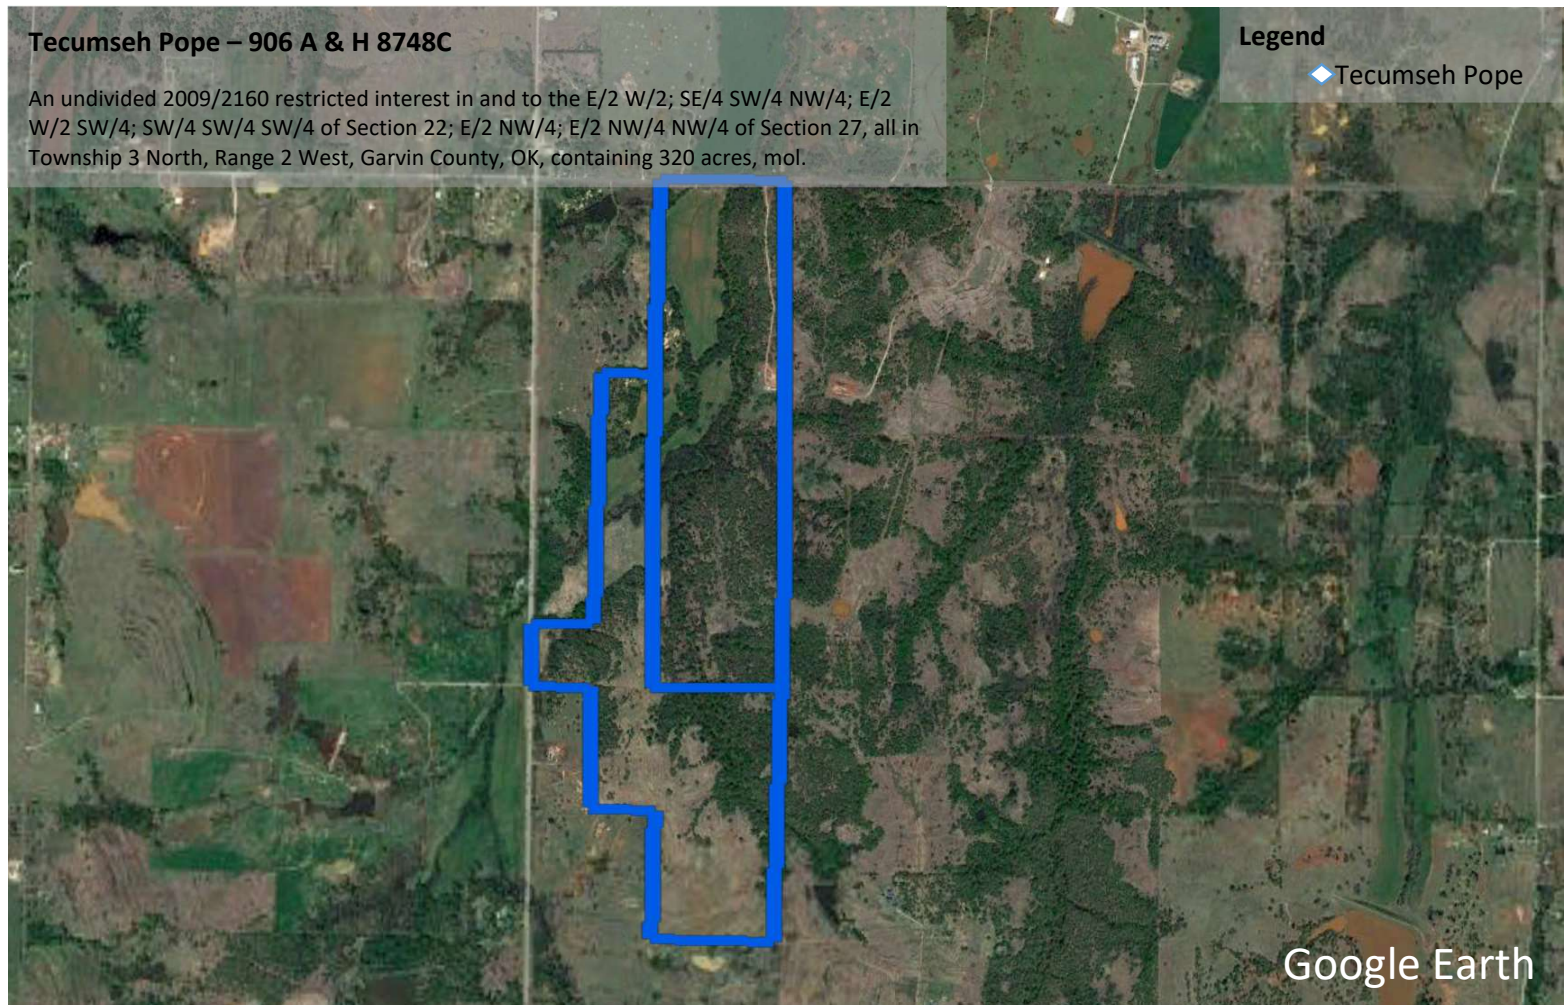 Tecumseh Pope – 906 A & H 8748C
An undivided 2009/2160 restricted interest in and to the E/2 W/2; SE/4 SW/4 NW/4; E/2
W/2 SW/4; SW/4 SW/4 SW/4 of Section 22; E/2 NW/4; E/2 NW/4 NW/4 of Section 27, all in
Township 3 North, Range 2 West, Garvin County, OK, containing 320 acres, mol.
Legend
Tecumseh Pope
Google Earth